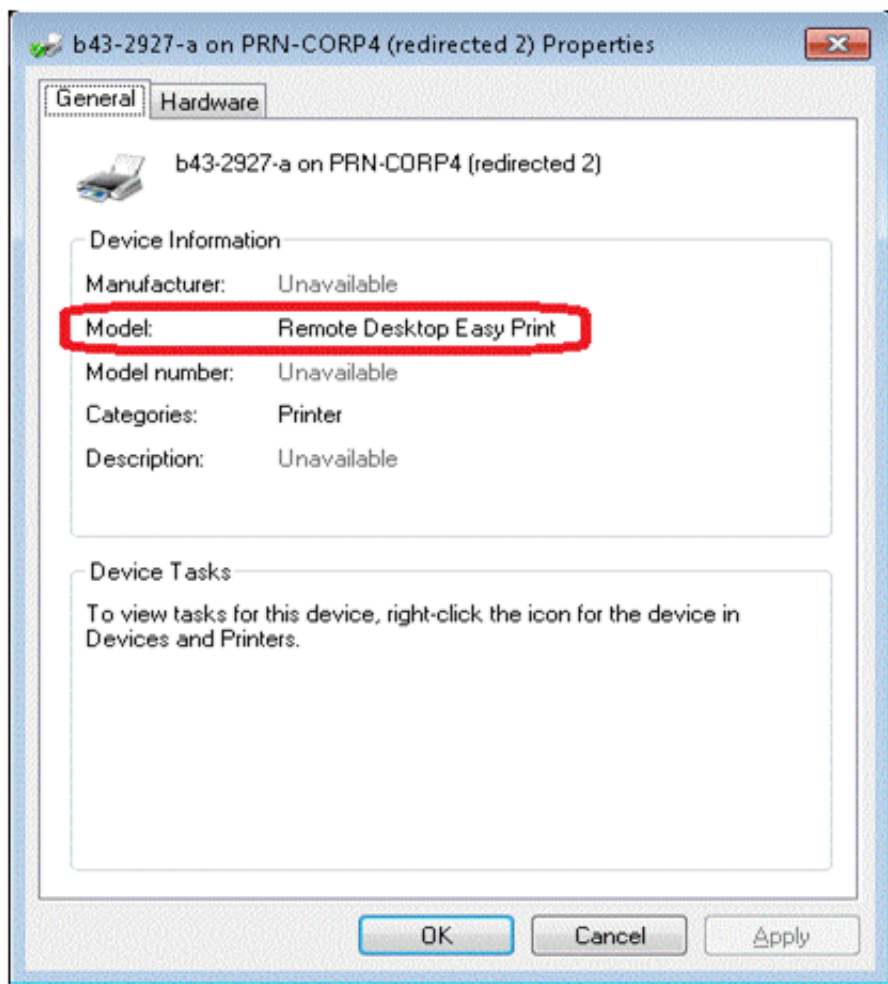 b43-2927-a on PRN-CORP4 (redirected 2) Properties
General Hardware
b43-2927-a on PRN-CORP4 (redirected 2)
Device Information
Manufacturer: Unavailable
Model: Remote Desktop Easy Print
Model number: Unavailable
Categories: Printer
Description: Unavailable
Device Tasks
To view tasks for this device, right-click the icon for the device in
Devices and Printers.
OK Cancel Apply